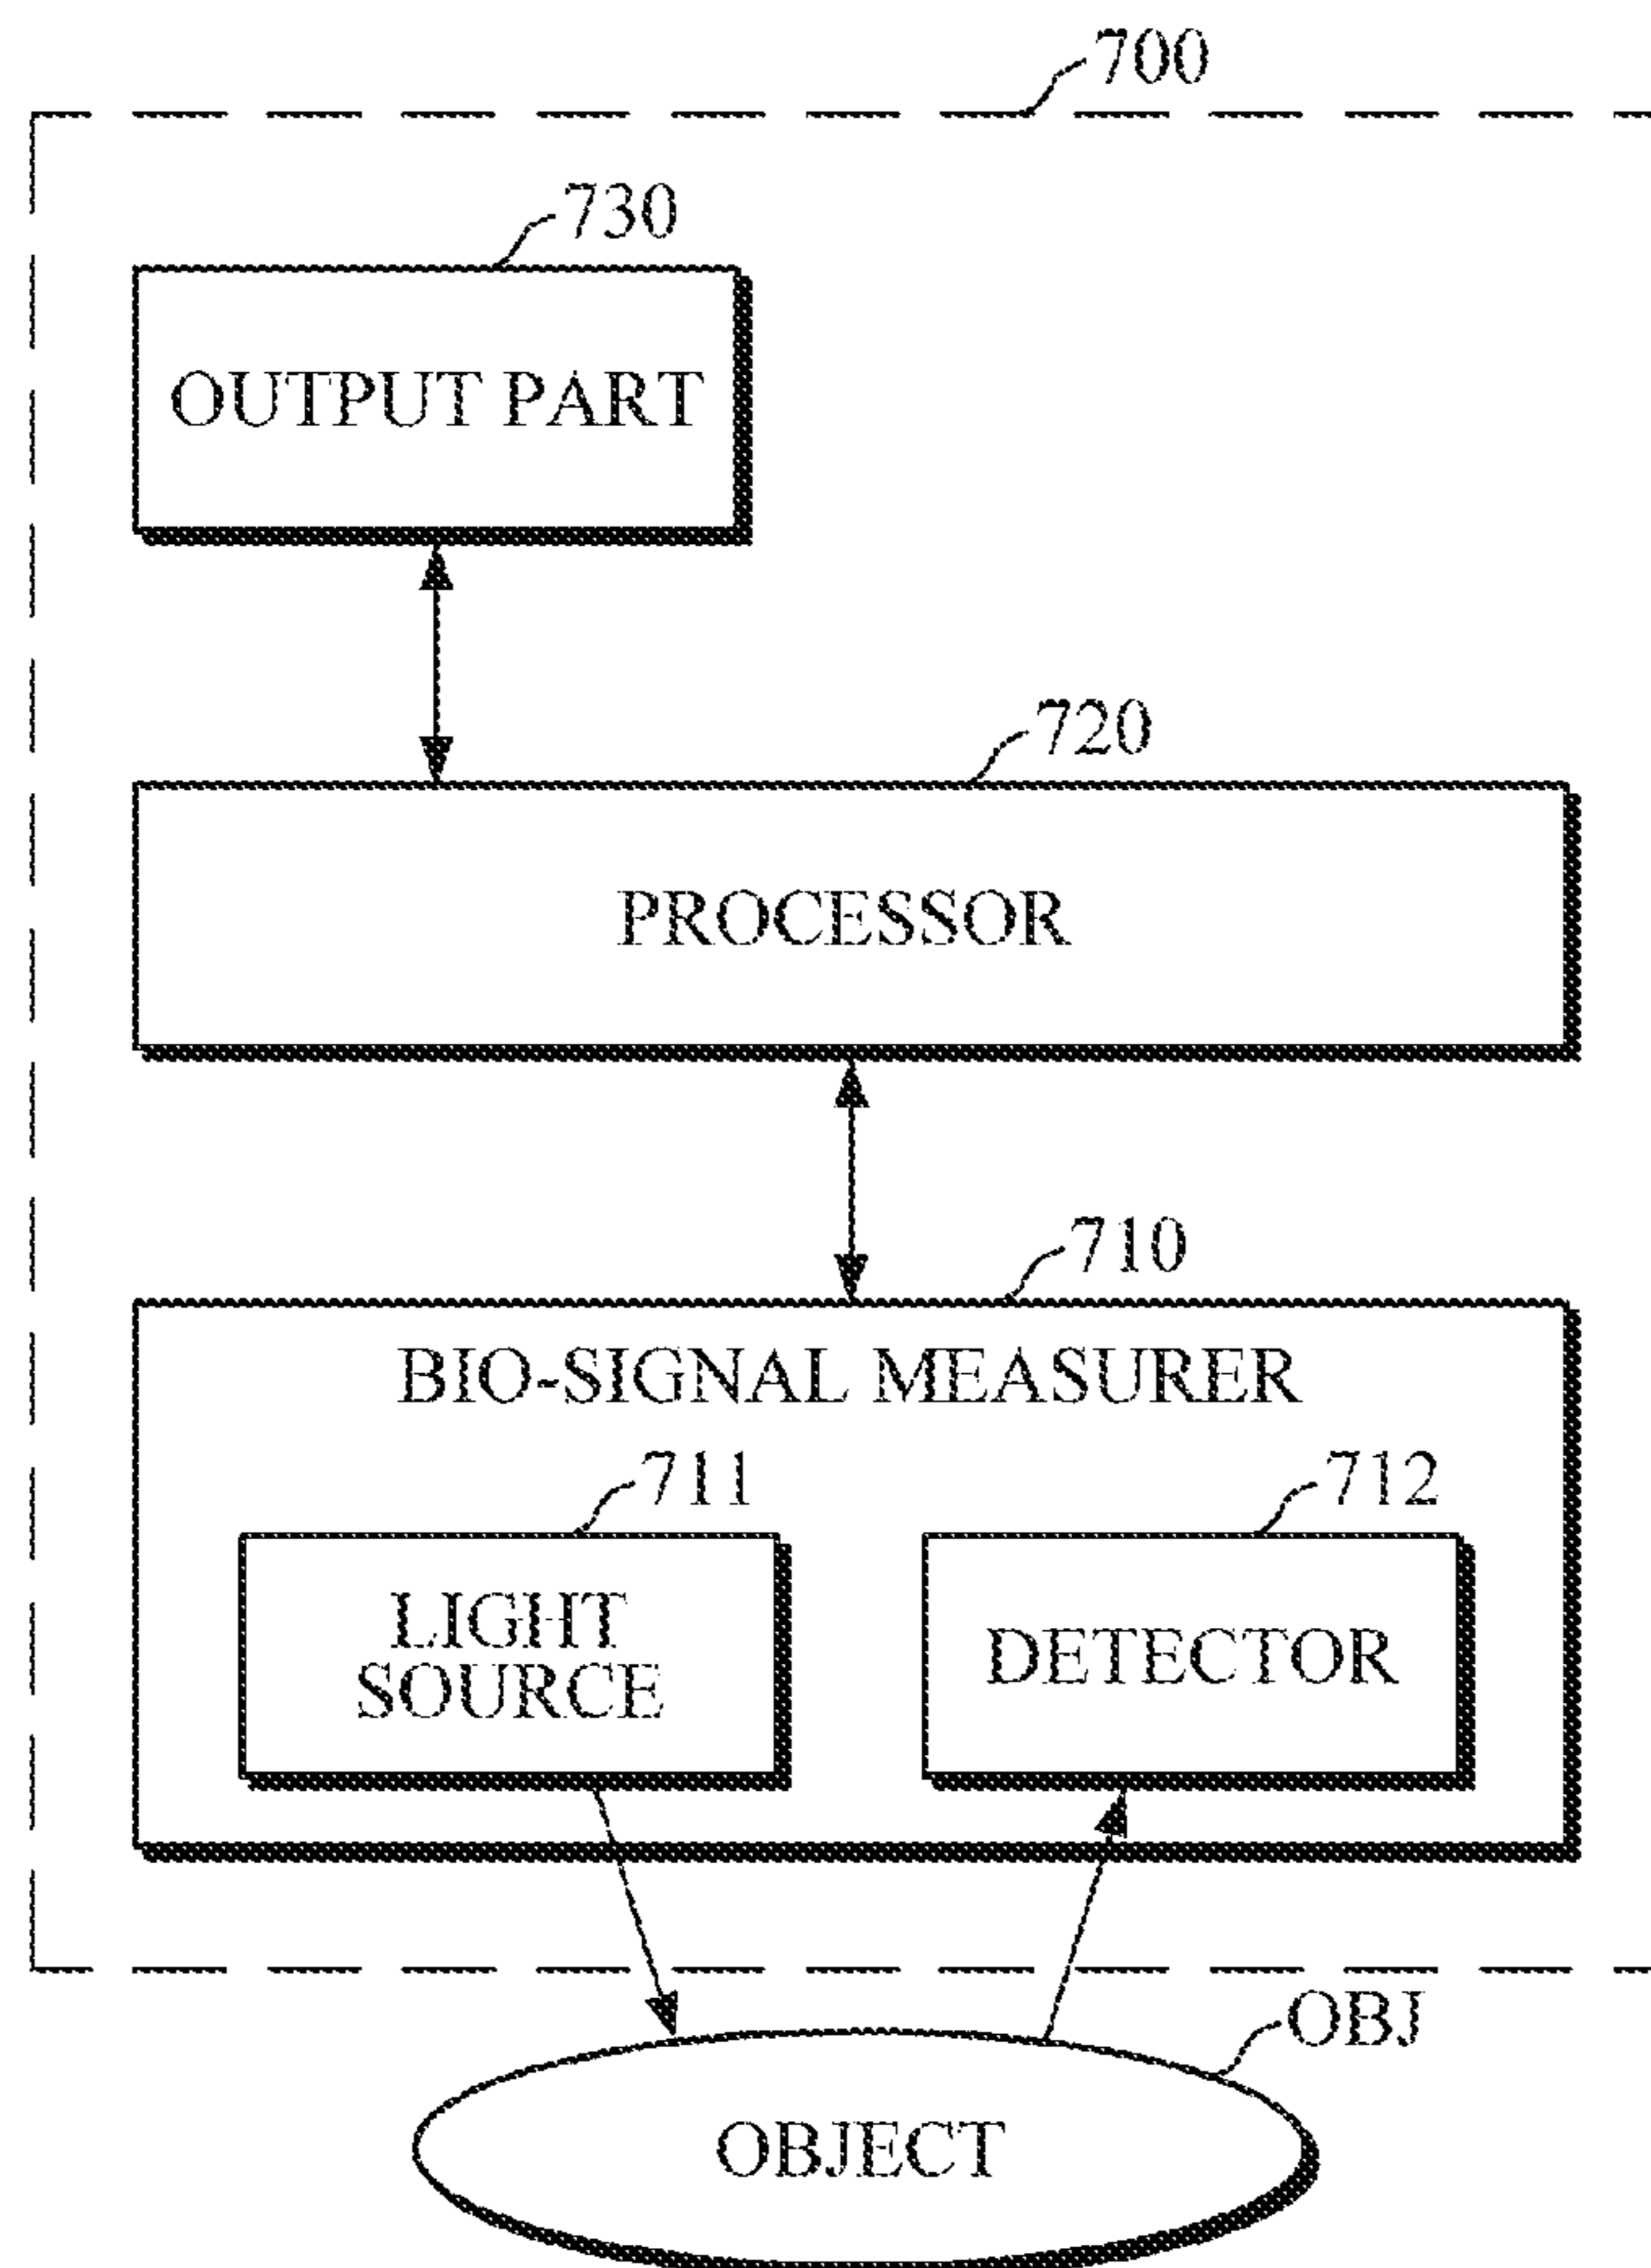 700
730
OUTPUT PART
720
PROCESSOR
710
BIO-SIGNAL MEASURER
711
712
LIGHT
SOURCE
DETECTOR
OBJ
OBJECT